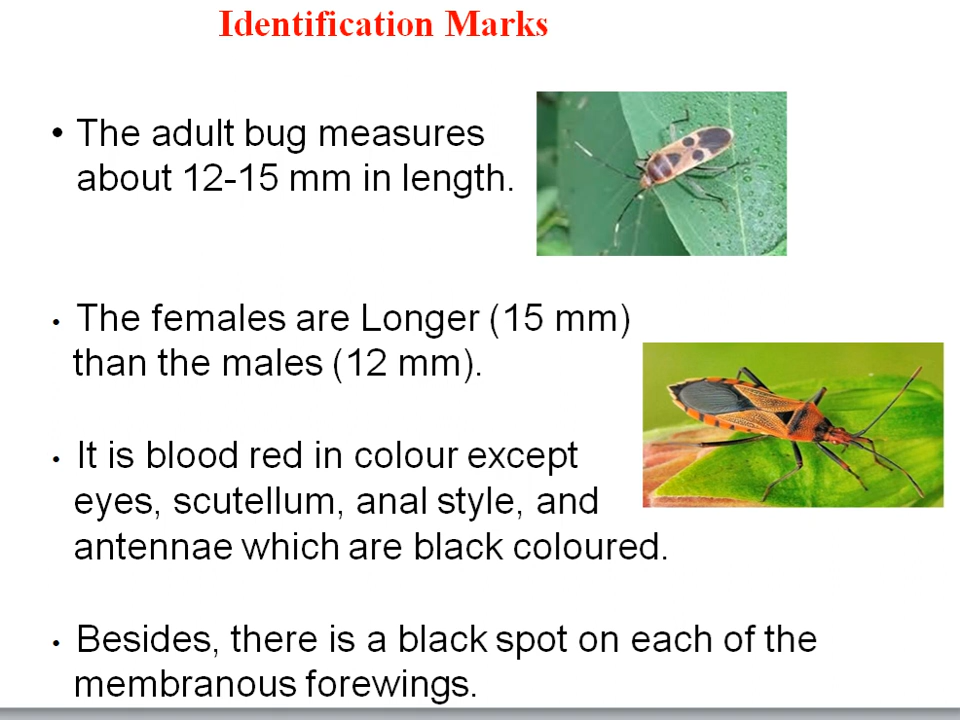 Identification Marks
• The adult bug measures
about 12-15 mm in length.
• The females are Longer (15 mm)
than the males (12 mm).
• It is blood red in colour except
eyes, scutellum, anal style, and
antennae which are black coloured.
• Besides, there is a black spot on each of the
membranous forewings.